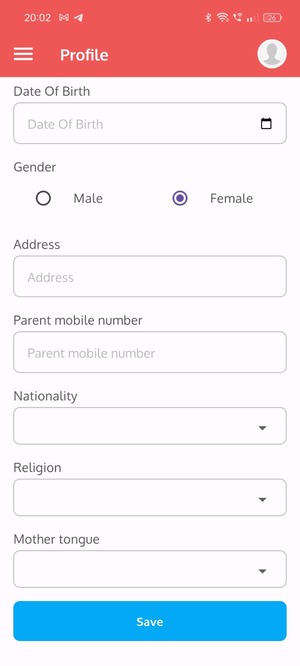 20:02
26
Profile
Date Of Birth
Date Of Birth
Gender
Male Female
Address
Address
Parent mobile number
Parent mobile number
Nationality
Religion
Mother tongue
Save